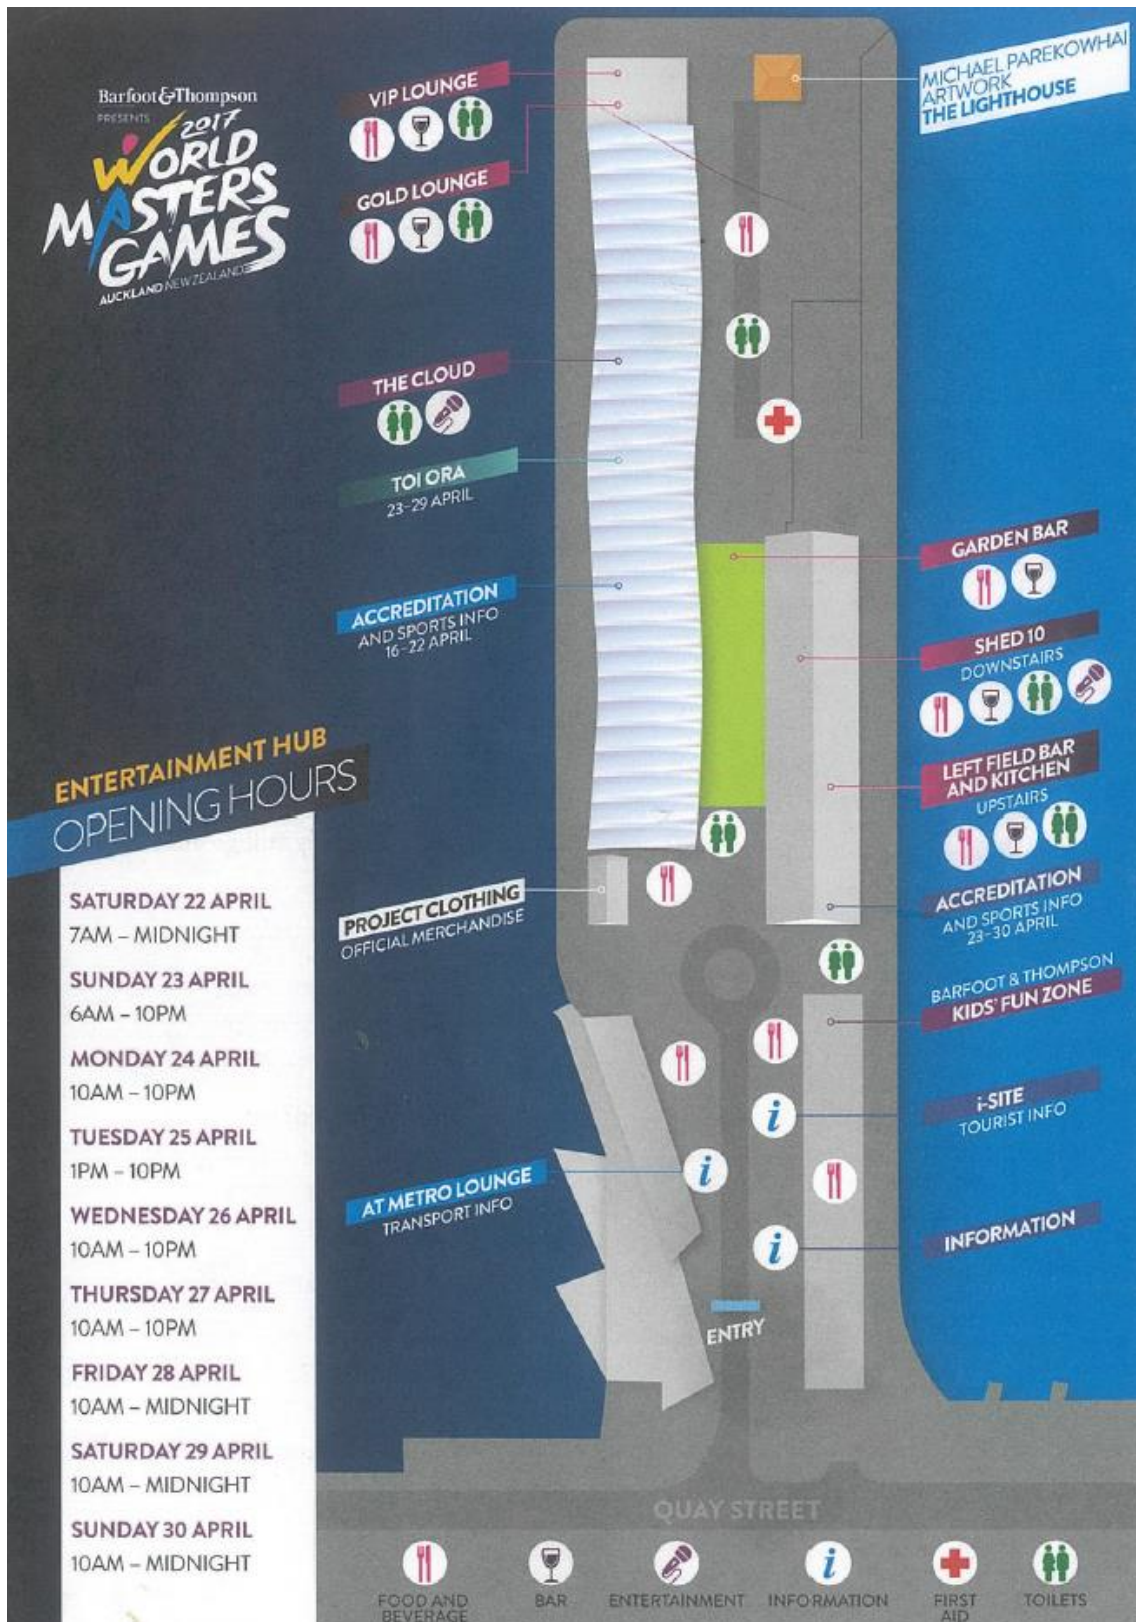 Barfoot&Thompson
PRESENTS
2017
WORLD
MASTERS
GAMES
AUCKLAND NEW ZEALAND
VIP LOUNGE
GOLD LOUNGE
THE CLOUD
TOI ORA
23-29 APRIL
ACCREDITATION
AND SPORTS INFO
16-22 APRIL
MICHAEL PAREKOWHAI
ARTWORK
THE LIGHTHOUSE
GARDEN BAR
SHED 10
DOWNSTAIRS
LEFT FIELD BAR
AND KITCHEN
UPSTAIRS
ACCREDITATION
AND SPORTS INFO
23-30 APRIL
BARFOOT & THOMPSON
KIDS' FUN ZONE
i-SITE
TOURIST INFO
INFORMATION
PROJECT CLOTHING
OFFICIAL MERCHANDISE
AT METRO LOUNGE
TRANSPORT INFO
i
i
i
ENTRY
ENTERTAINMENT HUB
OPENING HOURS
SATURDAY 22 APRIL
7AM – MIDNIGHT
SUNDAY 23 APRIL
6AM – 10PM
MONDAY 24 APRIL
10AM – 10PM
TUESDAY 25 APRIL
1PM – 10PM
WEDNESDAY 26 APRIL
10AM – 10PM
THURSDAY 27 APRIL
10AM – 10PM
FRIDAY 28 APRIL
10AM – MIDNIGHT
SATURDAY 29 APRIL
10AM – MIDNIGHT
SUNDAY 30 APRIL
10AM – MIDNIGHT
QUAY STREET
i
FOOD AND
BEVERAGE
BAR
ENTERTAINMENT
INFORMATION
FIRST
AID
TOILETS